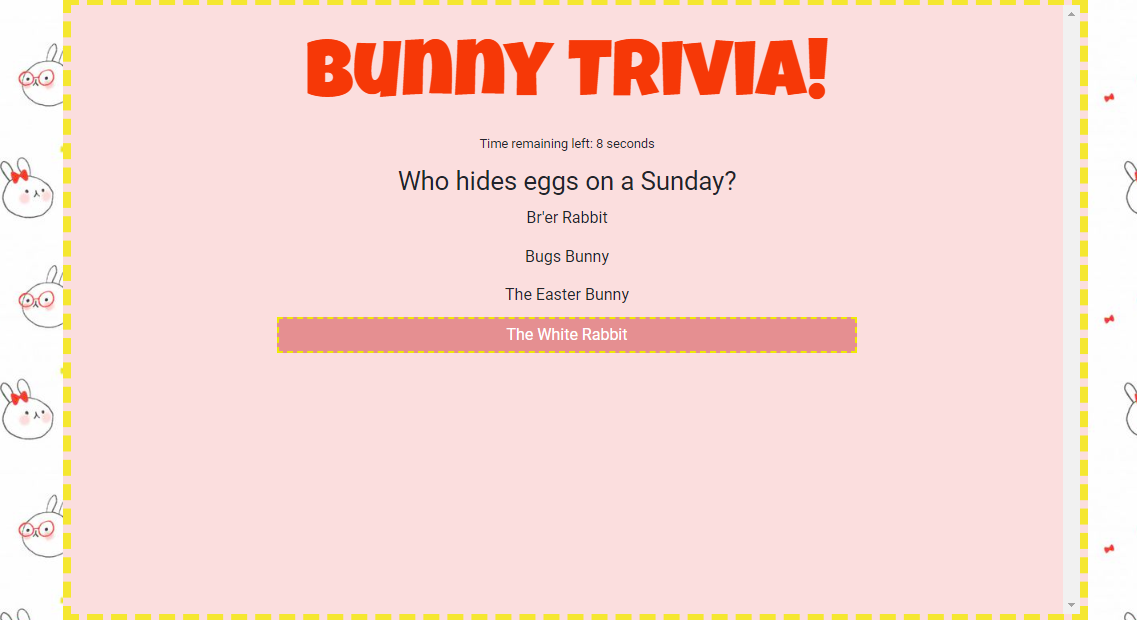 Bunny Trivia!
Time remaining left: 8 seconds
Who hides eggs on a Sunday?
Br'er Rabbit
Bugs Bunny
The Easter Bunny
The White Rabbit